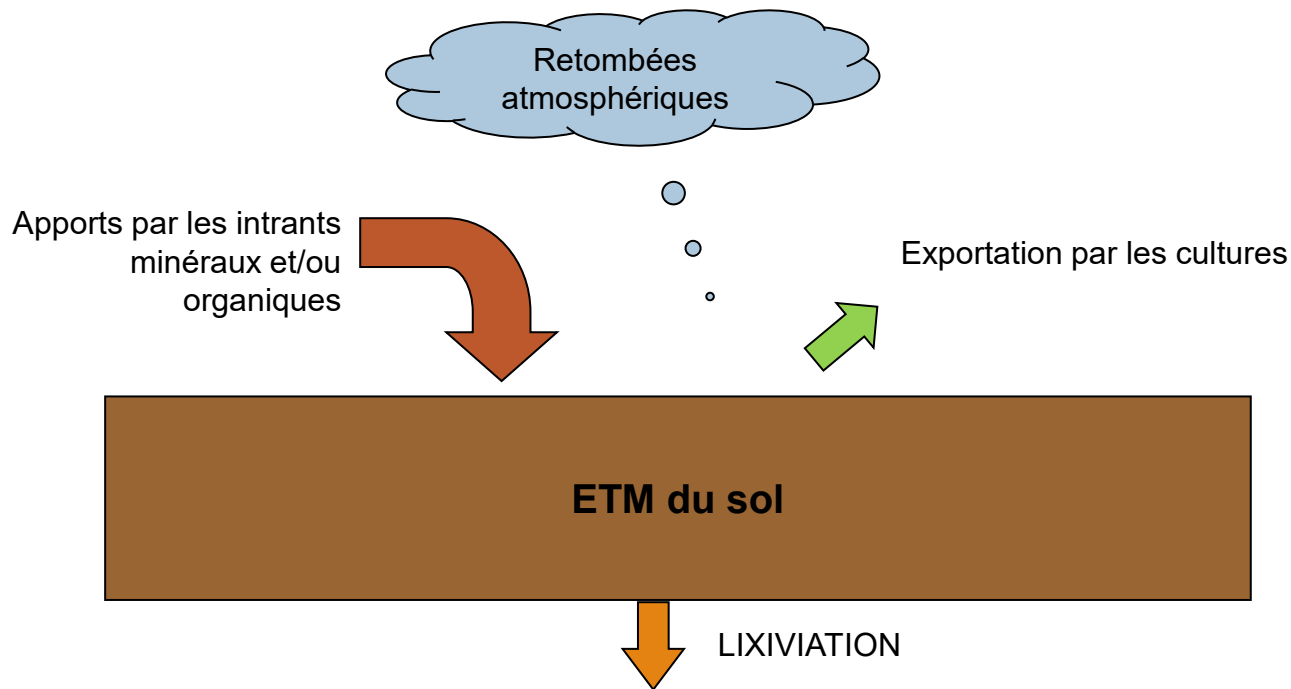 Retombées
atmosphériques
Apports par les intrants
minéraux et/ou
organiques
Exportation par les cultures
ETM du sol
LIXIVIATION